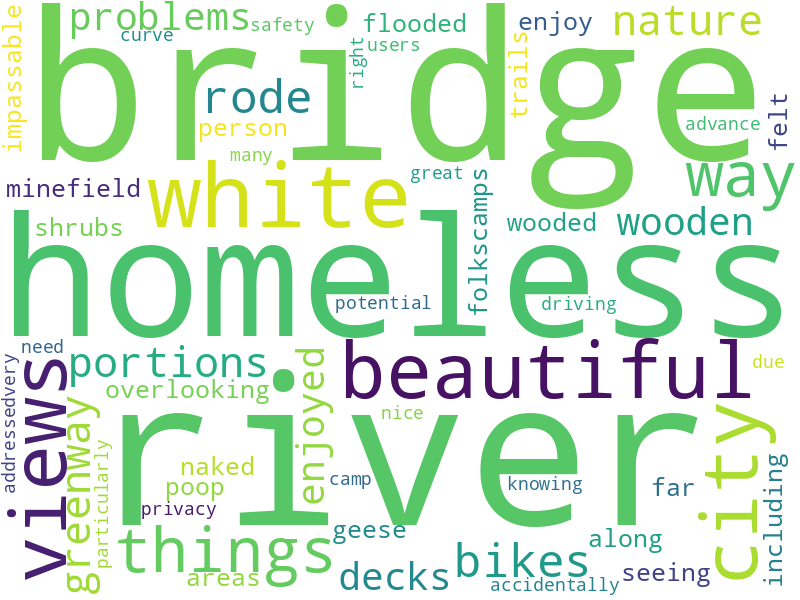 impassable
problems
safety
curve
flooded
users
enjoy
nature
bridge
right
trails
felt
rode
person
many
advance
great
way
minefield
white
shrubs
folkscamps
wooded
wooden
homeless
potential
driving
need
due
addressedvery
views
portions
beautiful
overlooking
enjoyed
nice
greenway
particularly
river
city
naked
poop
camp
knowing
far
including
privacy
geese
along
things
areas
decks
bikes
accidentally
seeing